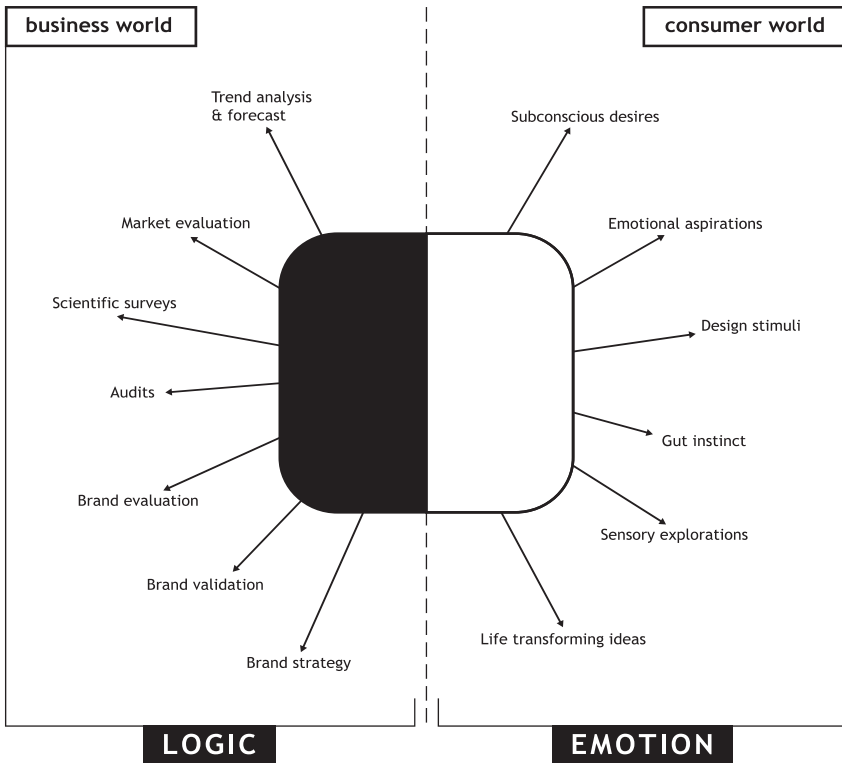 business world
consumer world
Trend analysis
& forecast
Subconscious desires
Market evaluation
Emotional aspirations
Scientific surveys
Design stimuli
Audits
Gut instinct
Brand evaluation
Sensory explorations
Brand validation
Life transforming ideas
Brand strategy
LOGIC
EMOTION